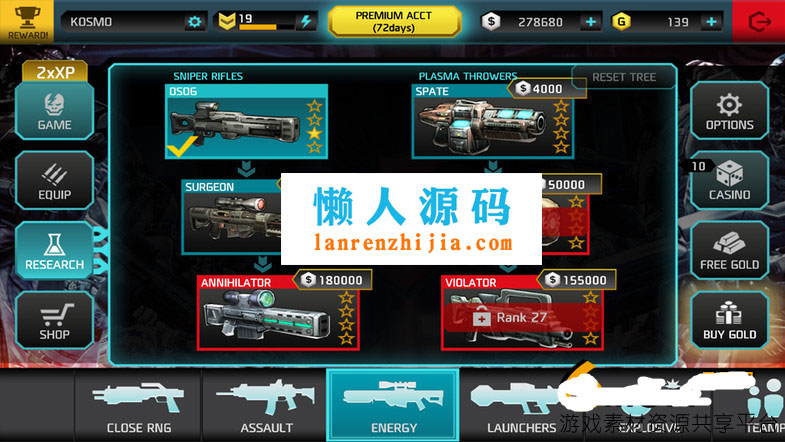 REWARD!
KOSMO
19
PREMIUM ACCT
(72days)
$ 278680 +
G 139 +
2xXP
GAME
EQUIP
RESEARCH
SHOP
SNIPER RIFLES
PLASMA THROWERS
RESET TREE
OSOG
$ 4000
SPATE
SURGEON
50000
懒人源码
lanrenzhijia.com
ANNIHILATOR
$ 180000
VIOLATOR
$ 155000
Rank 27
OPTIONS
10
CASINO
FREE GOLD
BUY GOLD
CLOSE RNG
ASSAULT
ENERGY
LAUNCHERS
游戏素材资源共享平台